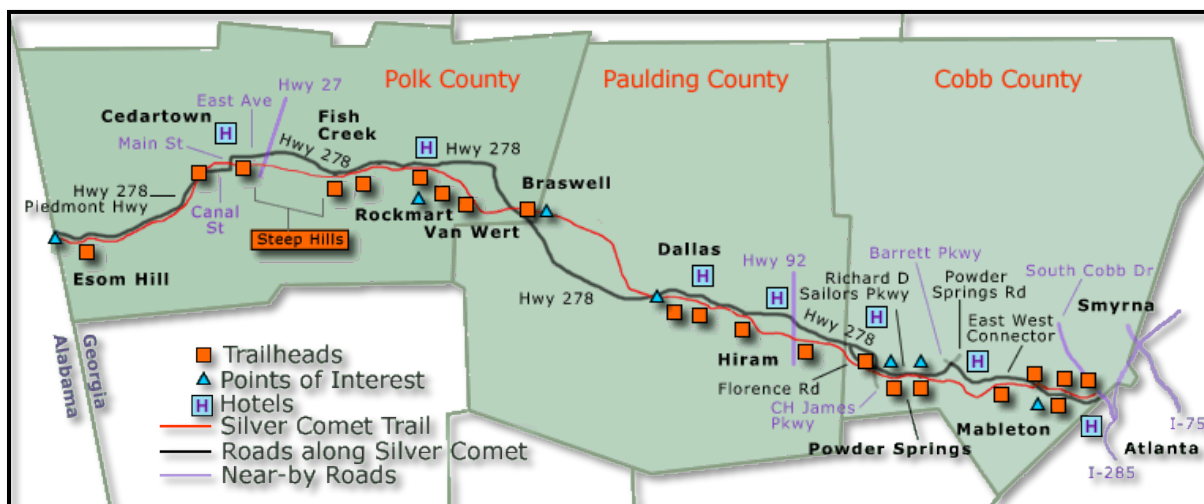 Polk County
Paulding County
Cobb County
Hwy 27
East Ave
Cedartown
H
Main St
Fish
Creek
Hwy 278
H
Hwy 278
Hwy 278
Piedmont Hwy
Canal
St
Steep Hills
Rockmart
Van Wert
Braswell
Esom Hill
Dallas
H
Hwy 278
Hwy 92
H
Hwy 278
Hiram
Richard D
Sailors Pkwy
H
Barrett Pkwy
Powder
Springs Rd
South Cobb Dr
Smyrna
East West
Connector
H
Florence Rd
CH James
Pkwy
Powder Springs
Mableton
H
I-75
Atlanta
I-285
Georgia
Alabama
Trailheads
Points of Interest
H Hotels
Silver Comet Trail
Roads along Silver Comet
Near-by Roads